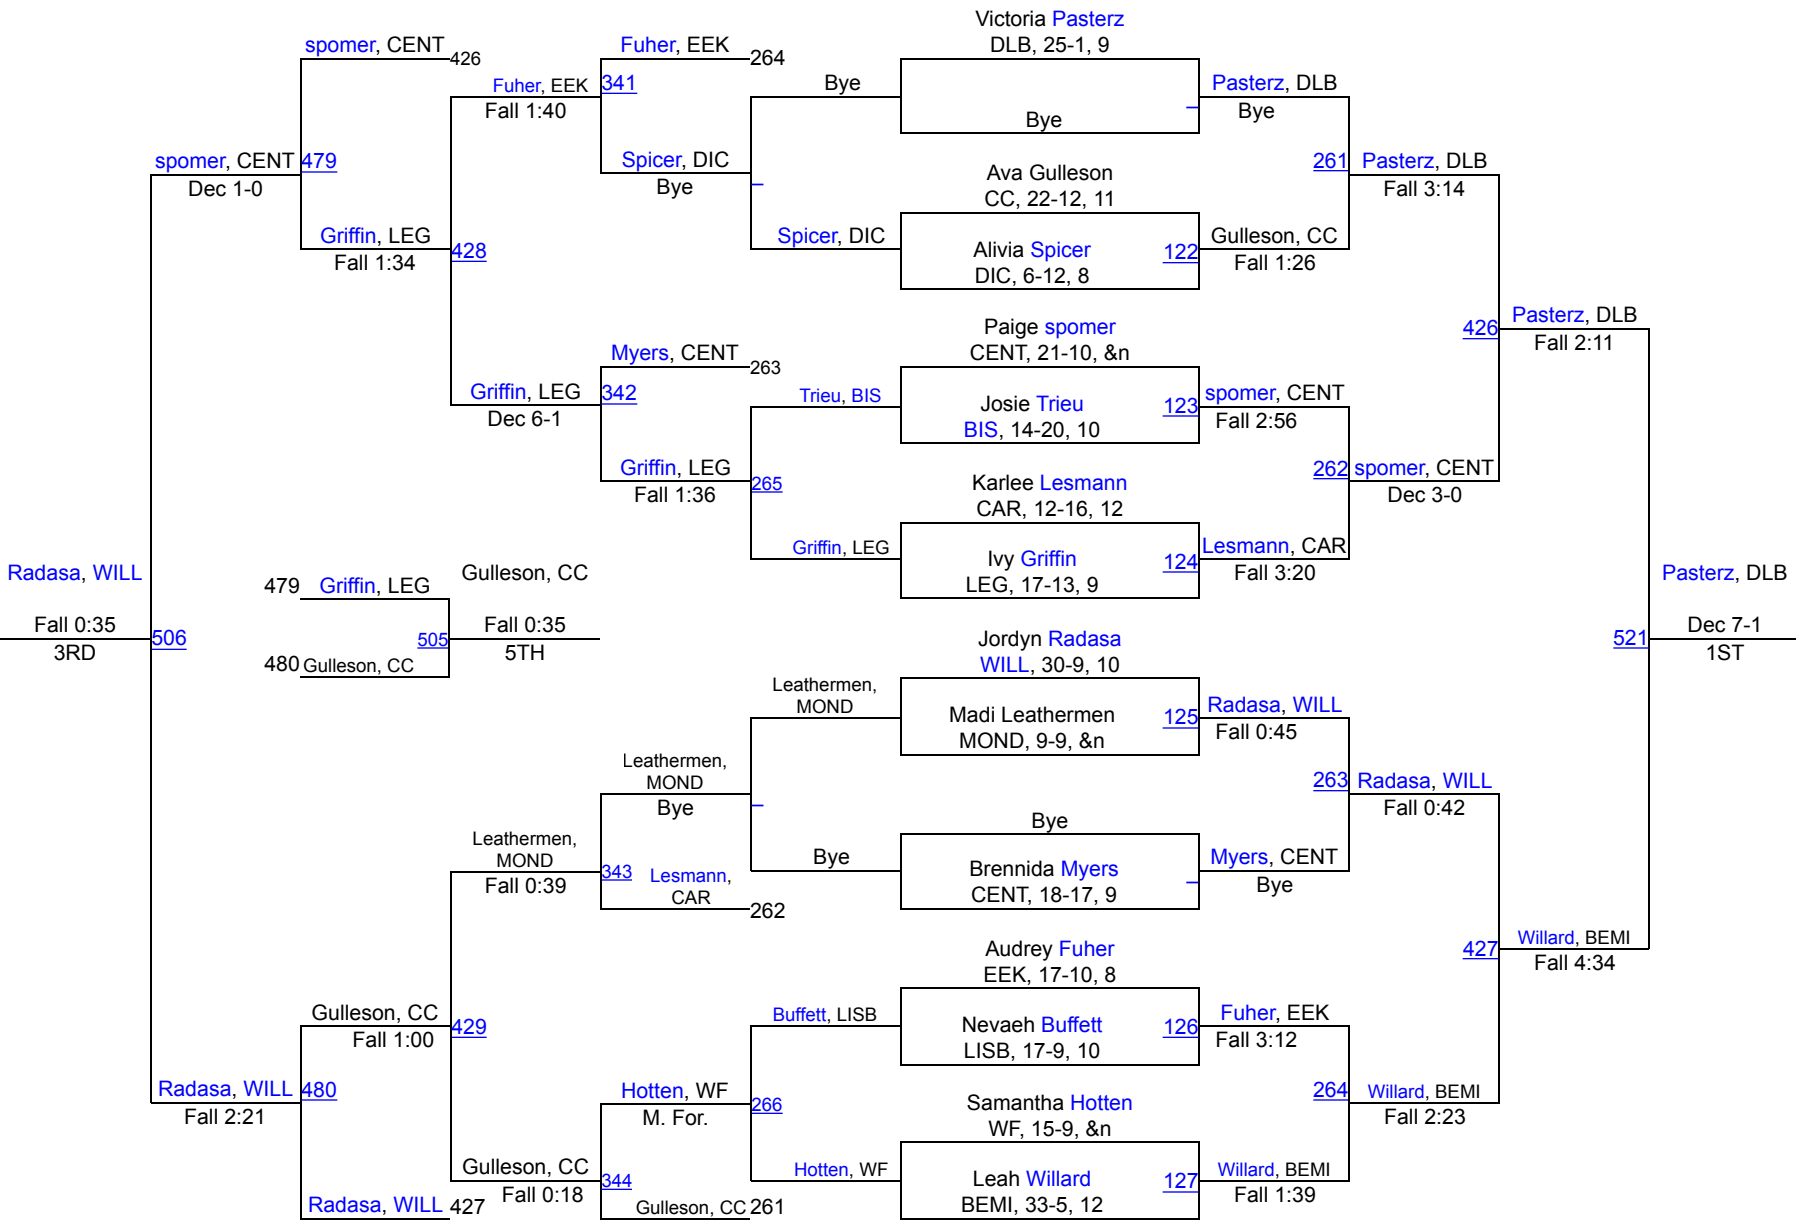 Victoria Pasterz
DLB, 25-1, 9
spomer, CENT
426
Fuher, EEK
264
Fuher, EEK
341
Fall 1:40
Bye
Pasterz, DLB
Bye
Bye
spomer, CENT
479
Dec 1-0
Spicer, DIC
Bye
Ava Gulleson
CC, 22-12, 11
261
Pasterz, DLB
Fall 3:14
Griffin, LEG
428
Fall 1:34
Spicer, DIC
Alivia Spicer
DIC, 6-12, 8
122
Gulleson, CC
Fall 1:26
Paige spomer
CENT, 21-10, &n
426
Pasterz, DLB
Fall 2:11
Myers, CENT
263
Griffin, LEG
342
Dec 6-1
Trieu, BIS
Josie Trieu
BIS, 14-20, 10
123
spomer, CENT
Fall 2:56
Griffin, LEG
265
Fall 1:36
Karlee Lesmann
CAR, 12-16, 12
262
spomer, CENT
Dec 3-0
Griffin, LEG
Ivy Griffin
LEG, 17-13, 9
124
Lesmann, CAR
Fall 3:20
Radasa, WILL
479
Griffin, LEG
Gulleson, CC
Pasterz, DLB
Fall 0:35
506
3RD
505
Fall 0:35
5TH
521
Dec 7-1
1ST
480
Gulleson, CC
Jordyn Radasa
WILL, 30-9, 10
Leathermen,
MOND
Madi Leathermen
MOND, 9-9, &n
125
Radasa, WILL
Fall 0:45
Leathermen,
MOND
Bye
263
Radasa, WILL
Fall 0:42
Leathermen,
MOND
Fall 0:39
343
Lesmann,
CAR
262
Bye
Bye
Brennida Myers
CENT, 18-17, 9
Myers, CENT
Bye
Audrey Fuher
EEK, 17-10, 8
427
Willard, BEMI
Fall 4:34
Gulleson, CC
429
Fall 1:00
Buffett, LISB
Nevaeh Buffett
LISB, 17-9, 10
126
Fuher, EEK
Fall 3:12
Radasa, WILL
480
Fall 2:21
Hotten, WF
266
M. For.
Samantha Hotten
WF, 15-9, &n
264
Willard, BEMI
Fall 2:23
Gulleson, CC
344
Fall 0:18
Hotten, WF
Leah Willard
BEMI, 33-5, 12
127
Willard, BEMI
Fall 1:39
Radasa, WILL
427
Gulleson, CC
261